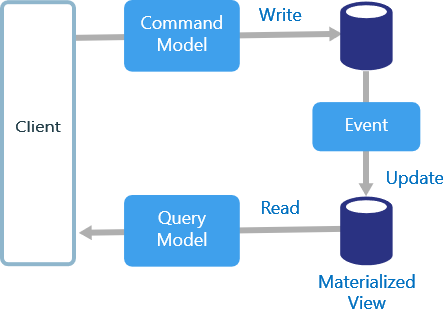 Command
Model
Write
Client
Event
Update
Query
Model
Read
Materialized
View